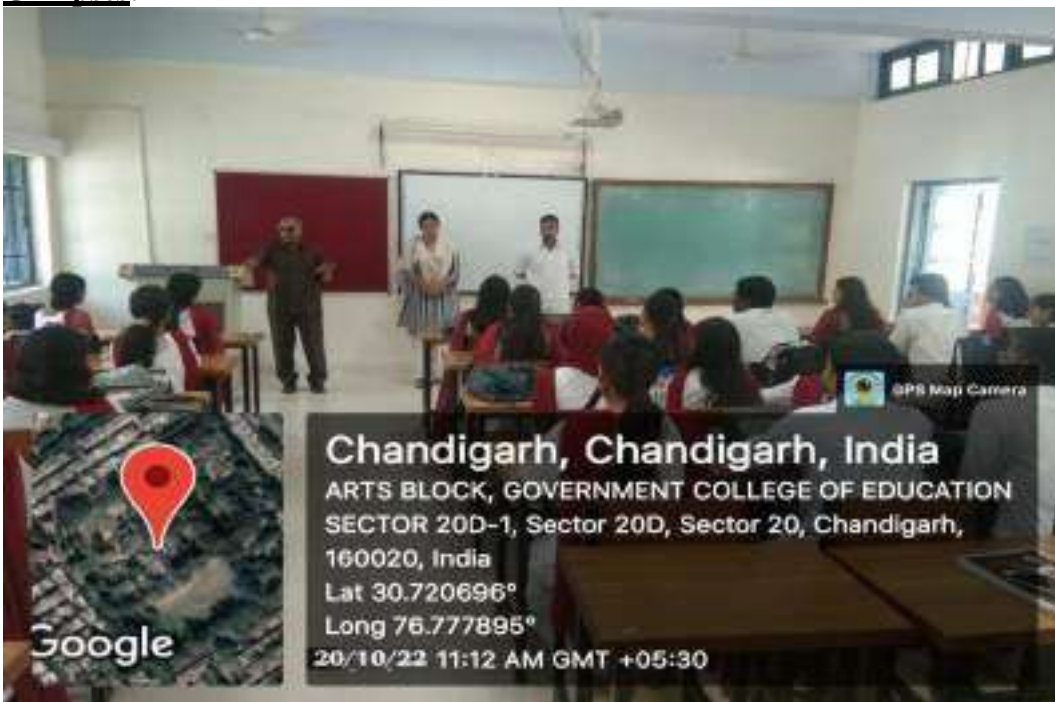 GPS Map Camera
Chandigarh, Chandigarh, India
ARTS BLOCK, GOVERNMENT COLLEGE OF EDUCATION
SECTOR 20D-1, Sector 20D, Sector 20, Chandigarh,
160020, India
Lat 30.720696°
Long 76.777895°
Google
20/10/22 11:12 AM GMT +05:30